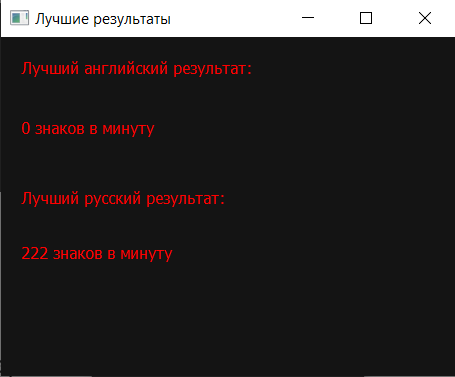 Лучшие результаты
Лучший английский результат:
0 знаков в минуту
Лучший русский результат:
222 знаков в минуту